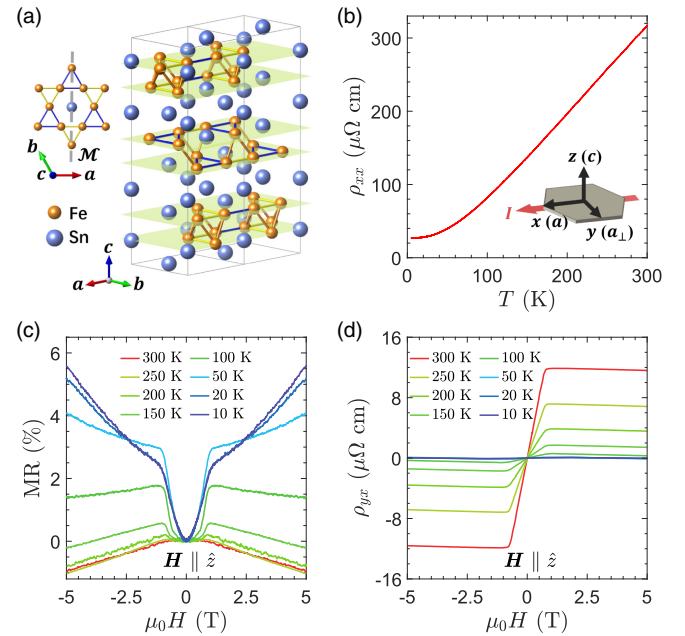 (a)
ℳ
b
c
a
Fe
Sn
c
a
b
(b)
300
200
100
0
ρxx (μΩ cm)
z (c)
I
x (a)
y (a⊥)
0 100 200 300
T (K)
(c)
6
4
2
0
MR (%)
300 K 100 K
250 K 50 K
200 K 20 K
150 K 10 K
H ∥ ẑ
-5 -2.5 0 2.5 5
μ0H (T)
(d)
16
8
0
-8
-16
ρyx (μΩ cm)
300 K 100 K
250 K 50 K
200 K 20 K
150 K 10 K
H ∥ ẑ
-5 -2.5 0 2.5 5
μ0H (T)